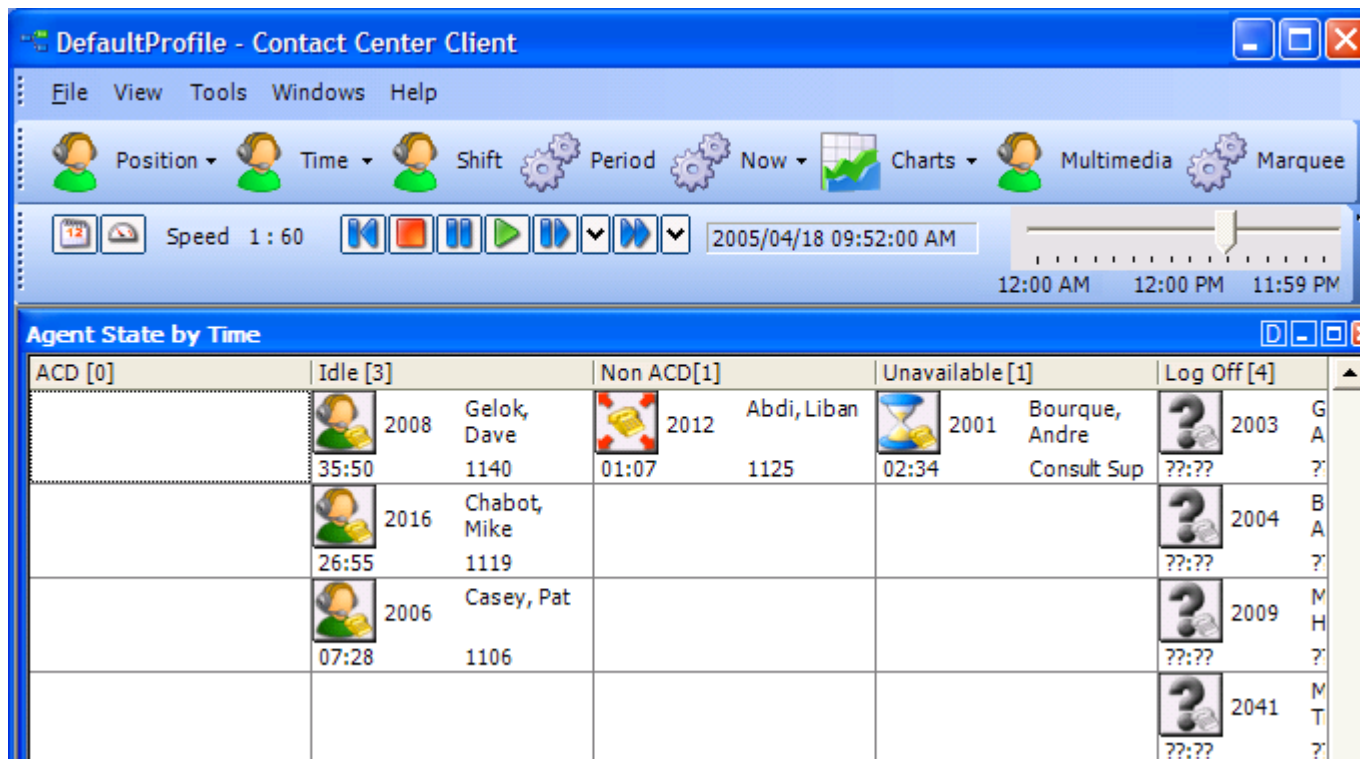 DefaultProfile - Contact Center Client
File View Tools Windows Help
Position Time Shift Period Now Charts Multimedia Marquee
12 Speed 1 : 60 2005/04/18 09:52:00 AM
12:00 AM 12:00 PM 11:59 PM
Agent State by Time D
ACD [0] Idle [3] Non ACD[1] Unavailable [1] Log Off [4]
2008 Gelok, 2012 Abdi, Liban 2001 Bourque, 2003 G
Dave Andre A
35:50 1140 01:07 1125 02:34 Consult Sup ??:??
2016 Chabot, 2004 B
Mike A
26:55 1119 ??:??
2006 Casey, Pat 2009 M
H
07:28 1106 ??:??
2041 M
??:??